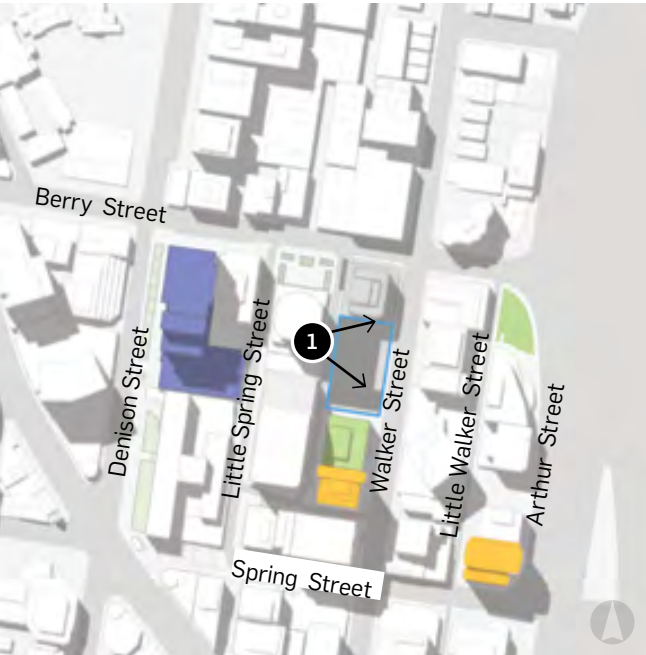 Berry Street
1
Denison Street
Little Spring Street
Walker Street
Little Walker Street
Arthur Street
Spring Street